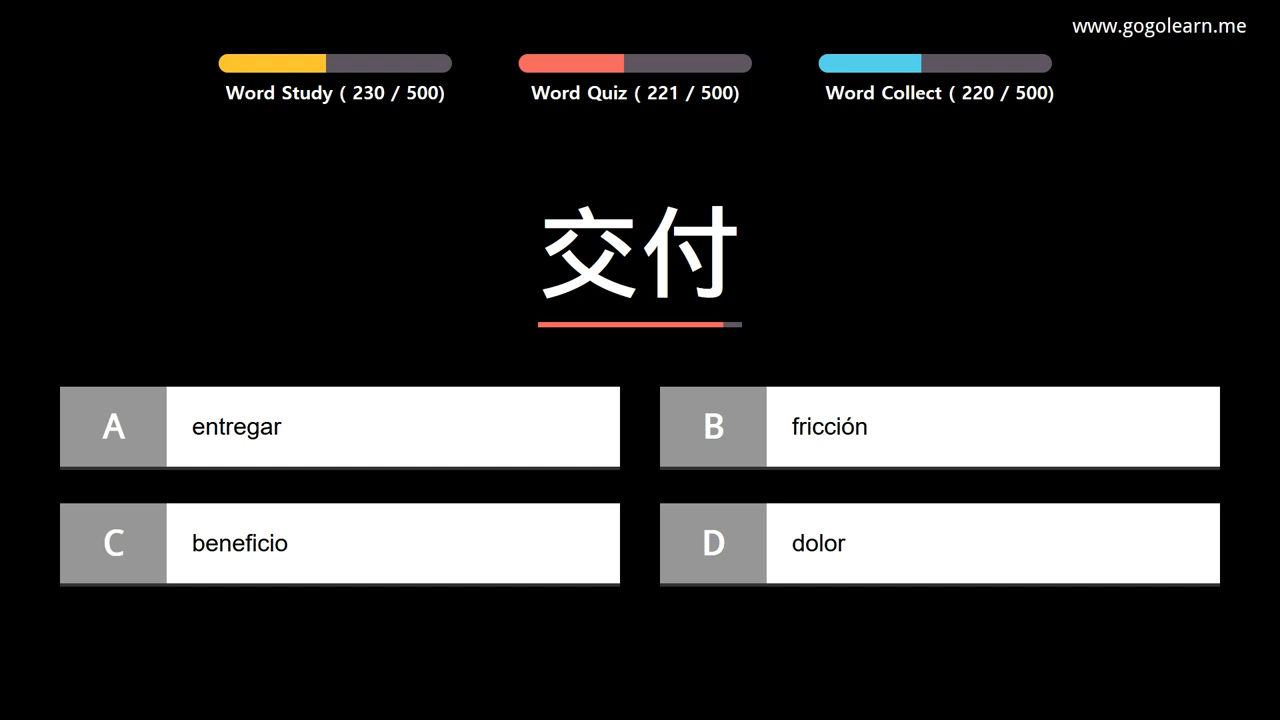 www.gogolearn.me
Word Study ( 230 / 500)
Word Quiz ( 221 / 500)
Word Collect ( 220 / 500)
交付
A entregar
B fricción
C beneficio
D dolor